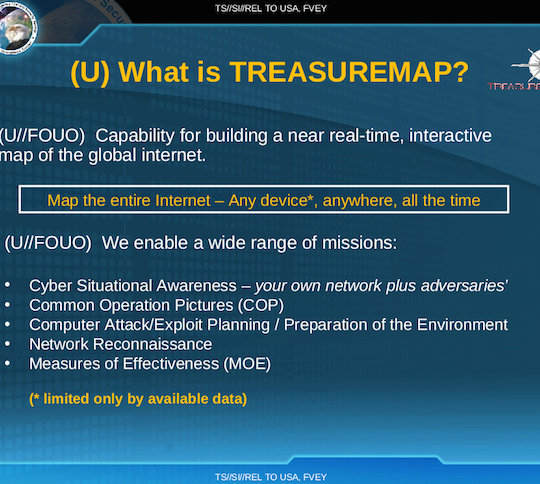 TS//SI//REL TO USA, FVEY
Secu
(U) What is TREASUREMAP?
TREASURE
(U//FOUO) Capability for building a near real-time, interactive
map of the global internet.
Map the entire Internet – Any device*, anywhere, all the time
(U//FOUO) We enable a wide range of missions:
• Cyber Situational Awareness – your own network plus adversaries’
• Common Operation Pictures (COP)
• Computer Attack/Exploit Planning / Preparation of the Environment
• Network Reconnaissance
• Measures of Effectiveness (MOE)
(* limited only by available data)
TS//SI//REL TO USA, FVEY